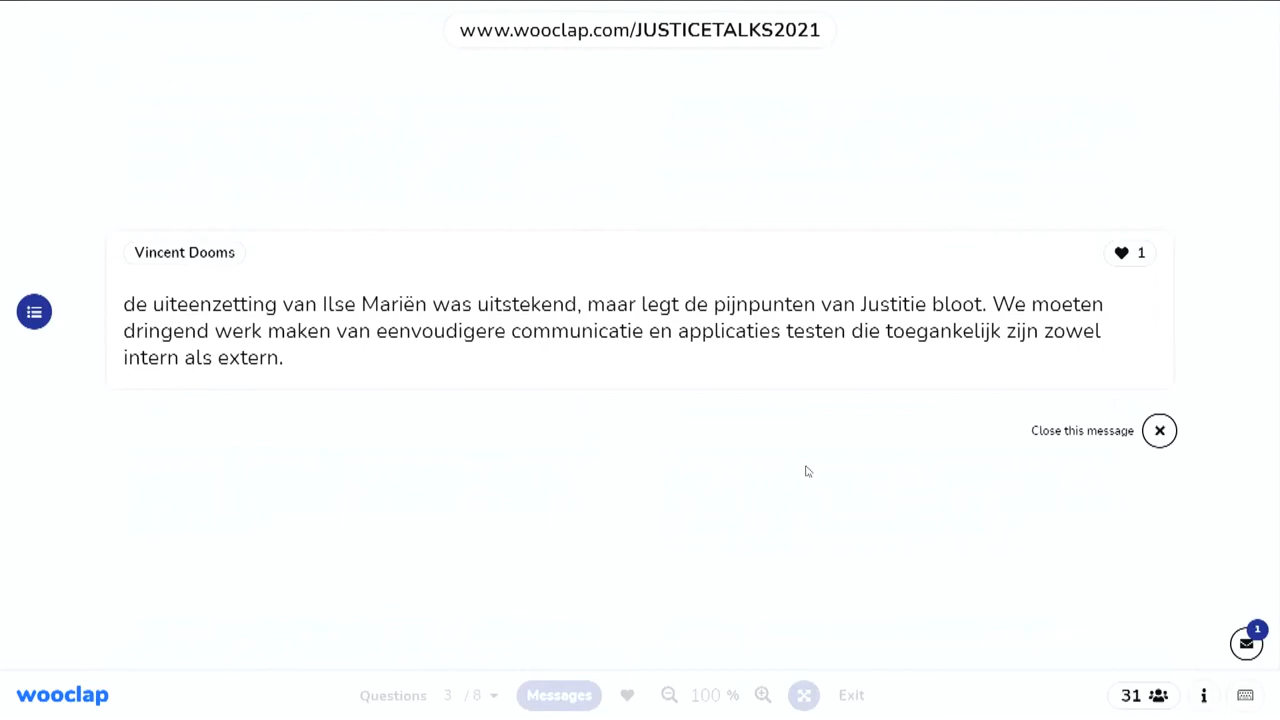 www.wooclap.com/JUSTICETALKS2021
Vincent Dooms
1
de uiteenzetting van Ilse Mariën was uitstekend, maar legt de pijnpunten van Justitie bloot. We moeten
dringend werk maken van eenvoudigere communicatie en applicaties testen die toegankelijk zijn zowel
intern als extern.
Close this message
1
wooclap
Questions 3 / 8 Messages 100 % Exit
31